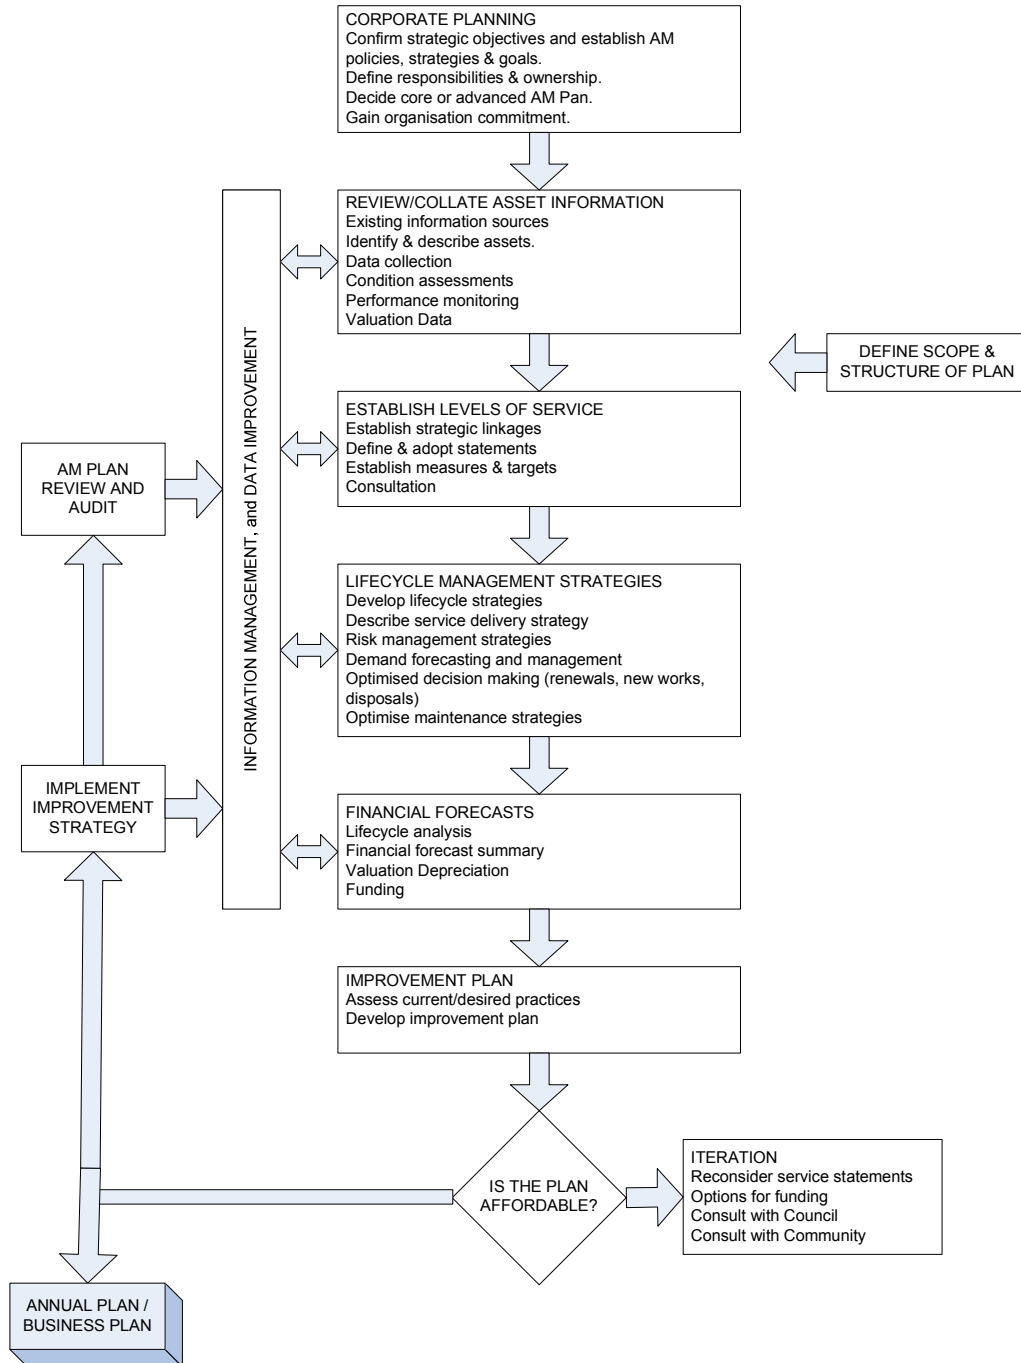 CORPORATE PLANNING
Confirm strategic objectives and establish AM
policies, strategies & goals.
Define responsibilities & ownership.
Decide core or advanced AM Pan.
Gain organisation commitment.
REVIEW/COLLATE ASSET INFORMATION
Existing information sources
Identify & describe assets.
Data collection
Condition assessments
Performance monitoring
Valuation Data
INFORMATION MANAGEMENT, and DATA IMPROVEMENT
DEFINE SCOPE &
STRUCTURE OF PLAN
ESTABLISH LEVELS OF SERVICE
Establish strategic linkages
Define & adopt statements
Establish measures & targets
Consultation
AM PLAN
REVIEW AND
AUDIT
LIFECYCLE MANAGEMENT STRATEGIES
Develop lifecycle strategies
Describe service delivery strategy
Risk management strategies
Demand forecasting and management
Optimised decision making (renewals, new works,
disposals)
Optimise maintenance strategies
IMPLEMENT
IMPROVEMENT
STRATEGY
FINANCIAL FORECASTS
Lifecycle analysis
Financial forecast summary
Valuation Depreciation
Funding
IMPROVEMENT PLAN
Assess current/desired practices
Develop improvement plan
IS THE PLAN
AFFORDABLE?
ITERATION
Reconsider service statements
Options for funding
Consult with Council
Consult with Community
ANNUAL PLAN /
BUSINESS PLAN